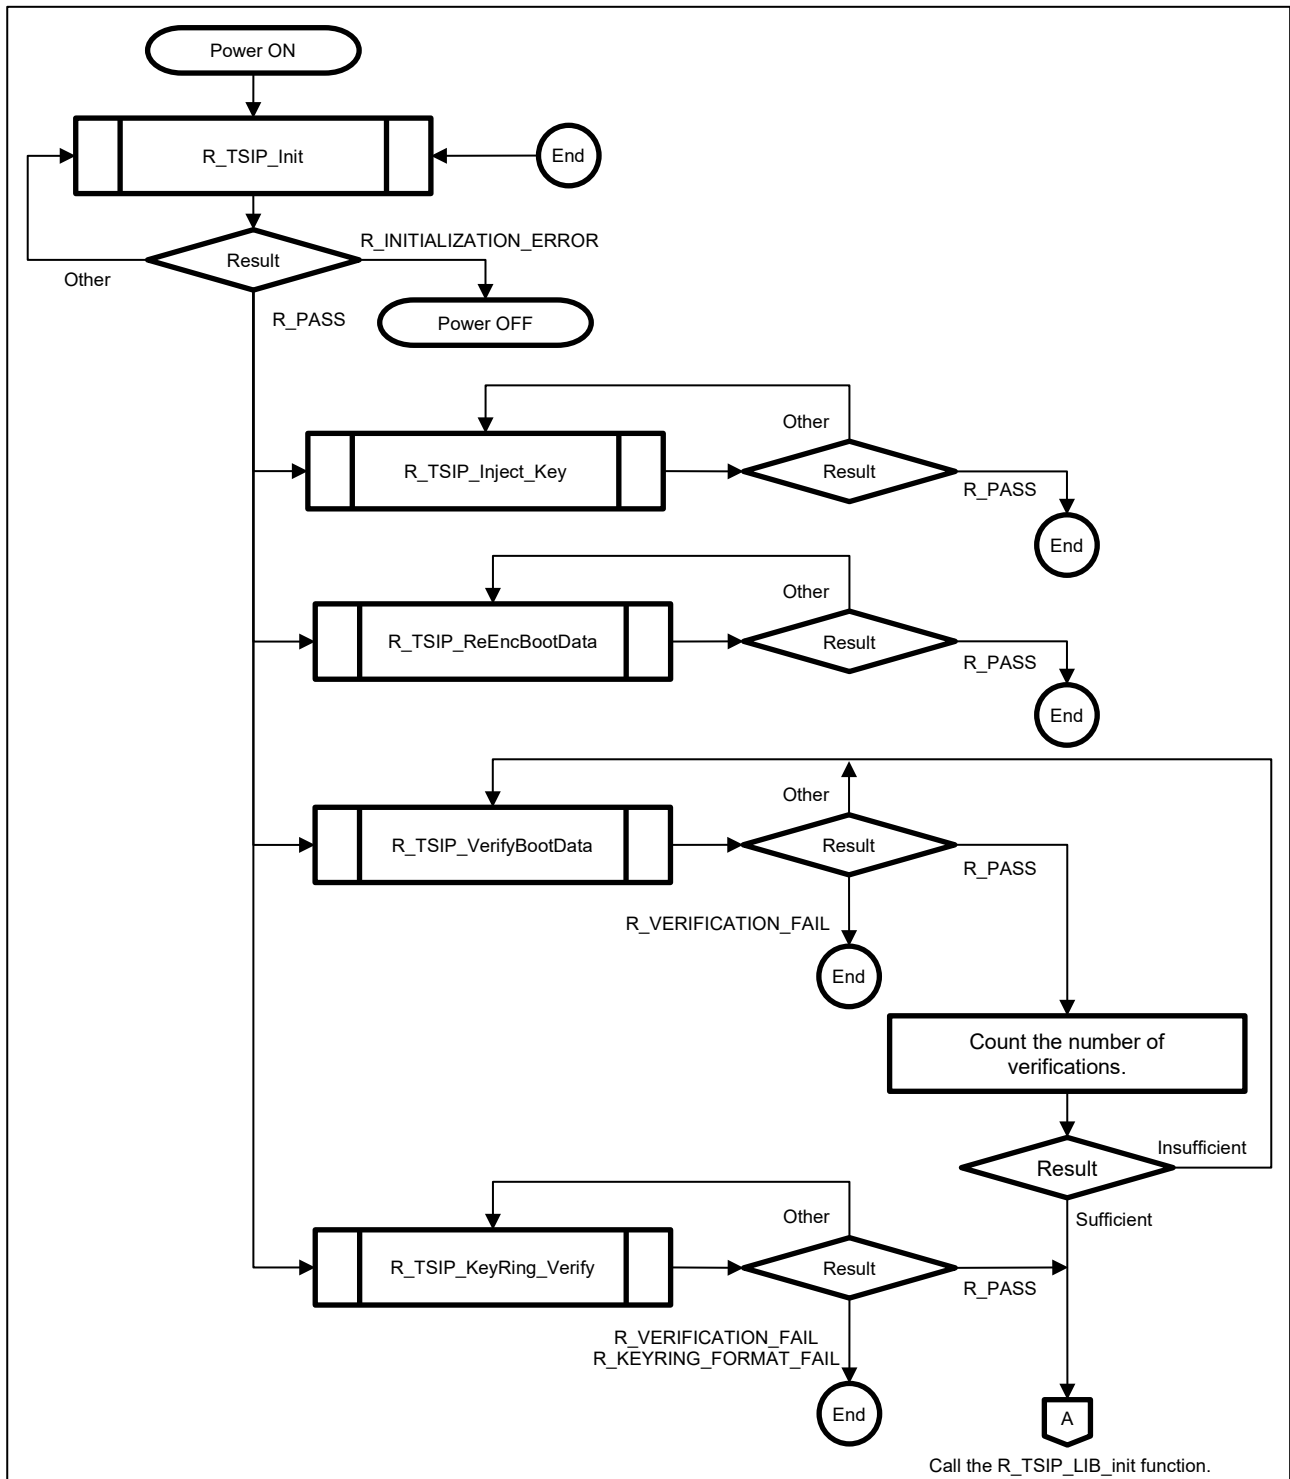 Power ON
R_TSIP_Init
End
Result
R_INITIALIZATION_ERROR
Other
R_PASS
Power OFF
Other
R_TSIP_Inject_Key
Result
R_PASS
End
Other
R_TSIP_ReEncBootData
Result
R_PASS
End
Other
R_TSIP_VerifyBootData
Result
R_PASS
R_VERIFICATION_FAIL
End
Count the number of
verifications.
Insufficient
Result
Sufficient
Other
R_TSIP_KeyRing_Verify
Result
R_PASS
R_VERIFICATION_FAIL
R_KEYRING_FORMAT_FAIL
End
A
Call the R_TSIP_LIB_init function.